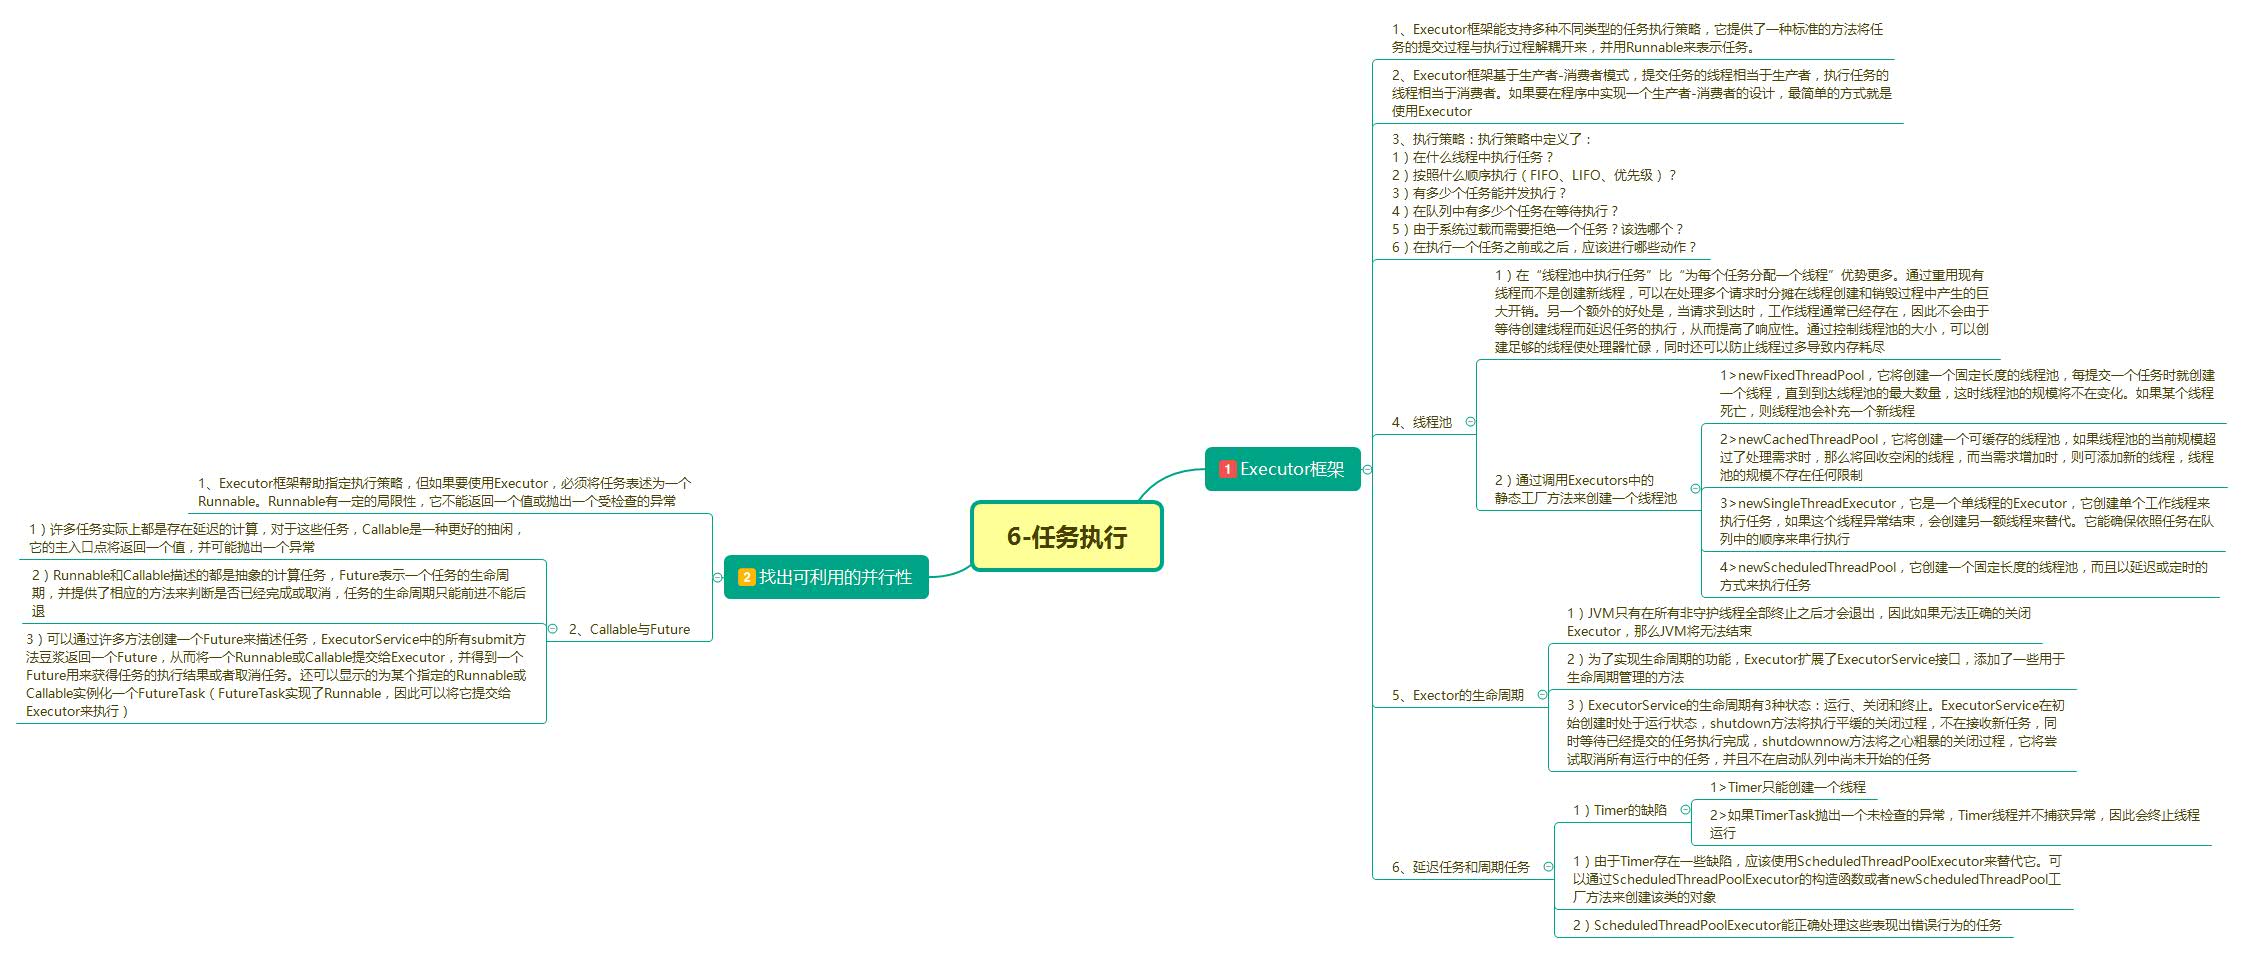 6-任务执行
1 Executor框架
1、Executor框架能支持多种不同类型的任务执行策略，它提供了一种标准的方法将任
务的提交过程与执行过程解耦开来，并用Runnable来表示任务。
2、Executor框架基于生产者-消费者模式，提交任务的线程相当于生产者，执行任务的
线程相当于消费者。如果要在程序中实现一个生产者-消费者的设计，最简单的方式就是
使用Executor
3、执行策略：执行策略中定义了：
1）在什么线程中执行任务？
2）按照什么顺序执行（FIFO、LIFO、优先级）？
3）有多少个任务能并发执行？
4）在队列中有多少个任务在等待执行？
5）由于系统过载而需要拒绝一个任务？该选哪个？
6）在执行一个任务之前或之后，应该进行哪些动作？
4、线程池
1）在“线程池中执行任务”比“为每个任务分配一个线程”优势更多。通过重用现有
线程而不是创建新线程，可以在处理多个请求时分摊在线程创建和销毁过程中产生的巨
大开销。另一个额外的好处是，当请求到达时，工作线程通常已经存在，因此不会由于
等待创建线程而延迟任务的执行，从而提高了响应性。通过控制线程池的大小，可以创
建足够的线程使处理器忙碌，同时还可以防止线程过多导致内存耗尽
2）通过调用Executors中的
静态工厂方法来创建一个线程池
1>newFixedThreadPool，它将创建一个固定长度的线程池，每提交一个任务时就创建
一个线程，直到到达线程池的最大数量，这时线程池的规模将不在变化。如果某个线程
死亡，则线程池会补充一个新线程
2>newCachedThreadPool，它将创建一个可缓存的线程池，如果线程池的当前规模超
过了处理需求时，那么将回收空闲的线程，而当需求增加时，则可添加新的线程，线程
池的规模不存在任何限制
3>newSingleThreadExecutor，它是一个单线程的Executor，它创建单个工作线程来
执行任务，如果这个线程异常结束，会创建另一额线程来替代。它能确保依照任务在队
列中的顺序来串行执行
4>newScheduledThreadPool，它创建一个固定长度的线程池，而且以延迟或定时的
方式来执行任务
5、Exector的生命周期
1）JVM只有在所有非守护线程全部终止之后才会退出，因此如果无法正确的关闭
Executor，那么JVM将无法结束
2）为了实现生命周期的功能，Executor扩展了ExecutorService接口，添加了一些用于
生命周期管理的方法
3）ExecutorService的生命周期有3种状态：运行、关闭和终止。ExecutorService在初
始创建时处于运行状态，shutdown方法将执行平缓的关闭过程，不在接收新任务，同
时等待已经提交的任务执行完成，shutdownnow方法将之心粗暴的关闭过程，它将尝
试取消所有运行中的任务，并且不在启动队列中尚未开始的任务
6、延迟任务和周期任务
1）Timer的缺陷
1>Timer只能创建一个线程
2>如果TimerTask抛出一个未检查的异常，Timer线程并不捕获异常，因此会终止线程
运行
1）由于Timer存在一些缺陷，应该使用ScheduledThreadPoolExecutor来替代它。可
以通过ScheduledThreadPoolExecutor的构造函数或者newScheduledThreadPool工
厂方法来创建该类的对象
2）ScheduledThreadPoolExecutor能正确处理这些表现出错误行为的任务
2 找出可利用的并行性
1、Executor框架帮助指定执行策略，但如果要使用Executor，必须将任务表述为一个
Runnable。Runnable有一定的局限性，它不能返回一个值或抛出一个受检查的异常
2、Callable与Future
1）许多任务实际上都是存在延迟的计算，对于这些任务，Callable是一种更好的抽闲，
它的主入口点将返回一个值，并可能抛出一个异常
2）Runnable和Callable描述的都是抽象的计算任务，Future表示一个任务的生命周
期，并提供了相应的方法来判断是否已经完成或取消，任务的生命周期只能前进不能后
退
3）可以通过许多方法创建一个Future来描述任务，ExecutorService中的所有submit方
法豆浆返回一个Future，从而将一个Runnable或Callable提交给Executor，并得到一个
Future用来获得任务的执行结果或者取消任务。还可以显示的为某个指定的Runnable或
Callable实例化一个FutureTask（FutureTask实现了Runnable，因此可以将它提交给
Executor来执行）